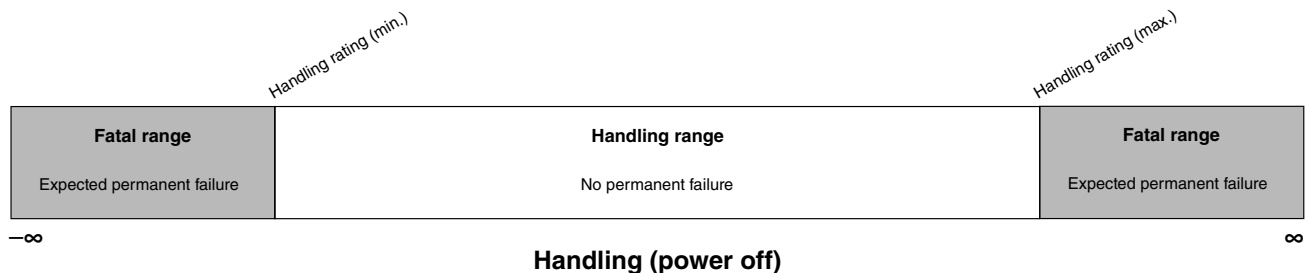 Handling rating (min.)
Handling rating (max.)
Fatal range
Handling range
Fatal range
Expected permanent failure
No permanent failure
Expected permanent failure
–∞
∞
Handling (power off)